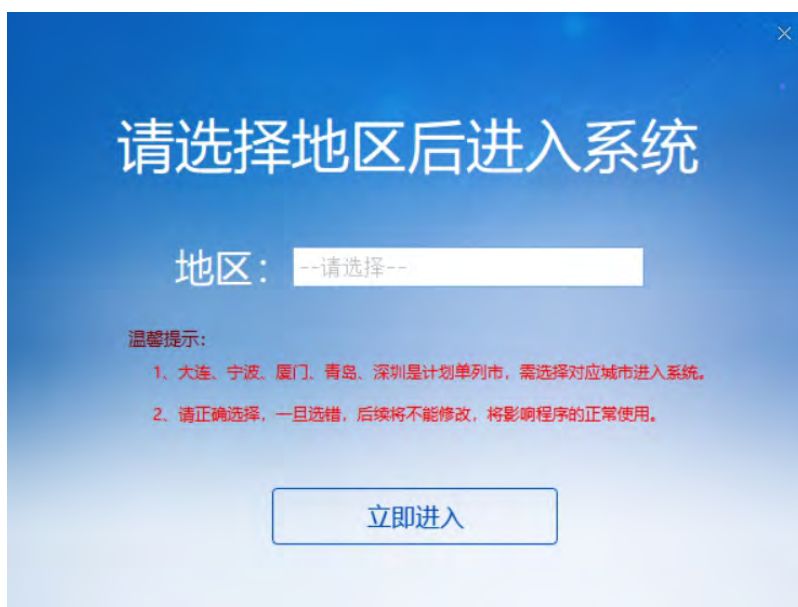 请选择地区后进入系统
地区：
--请选择--
温馨提示：
1、大连、宁波、厦门、青岛、深圳是计划单列市，需选择对应城市进入系统。
2、请正确选择，一旦选错，后续将不能修改，将影响程序的正常使用。
立即进入